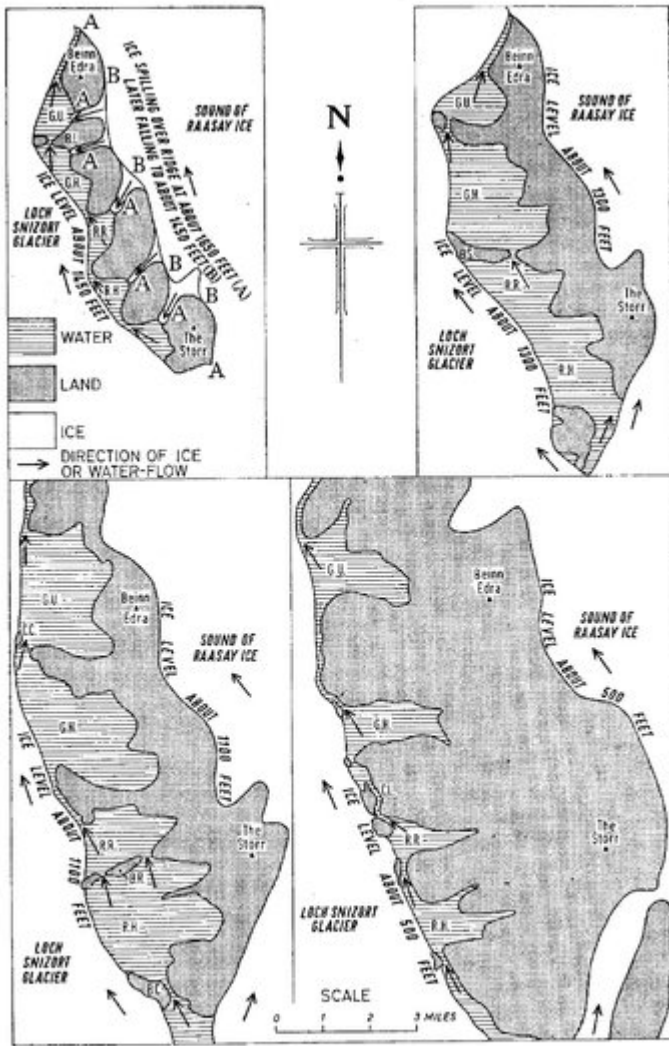 A
Beinn
Edra
B
A
G.U.
B.I.
A
B
G.H.
A
R.R.
B
A
B
R.H.
A
The
Storr
A
ICE SPILLING OVER RIDGE AT ABOUT 1650 FEET (A)
LATER FALLING TO ABOUT 1450 FEET (B)
SOUND OF
RAASAY ICE
LOCH
SNIZORT
GLACIER
ICE LEVEL ABOUT 1450 FEET
WATER
LAND
ICE
DIRECTION OF ICE
OR WATER-FLOW
N
Beinn
Edra
G.U.
ICE LEVEL ABOUT 1300 FEET
SOUND OF
RAASAY ICE
G.H.
B.S.
R.R.
The
Storr
R.H.
LOCH
SNIZORT
GLACIER
ICE LEVEL ABOUT 1300 FEET
G.U.
Beinn
Edra
C.C.
ICE LEVEL ABOUT 1100 FEET
SOUND OF
RAASAY ICE
G.H.
The
Storr
R.R.
B.R.
R.H.
ICE LEVEL ABOUT 1100 FEET
LOCH
SNIZORT
GLACIER
E.C.
G.U.
Beinn
Edra
ICE LEVEL ABOUT 500 FEET
SOUND OF
RAASAY ICE
G.H.
C.L.
R.R.
The
Storr
R.H.
ICE LEVEL ABOUT 500 FEET
LOCH SNIZORT
GLACIER
SCALE
0 1 2 3 MILES